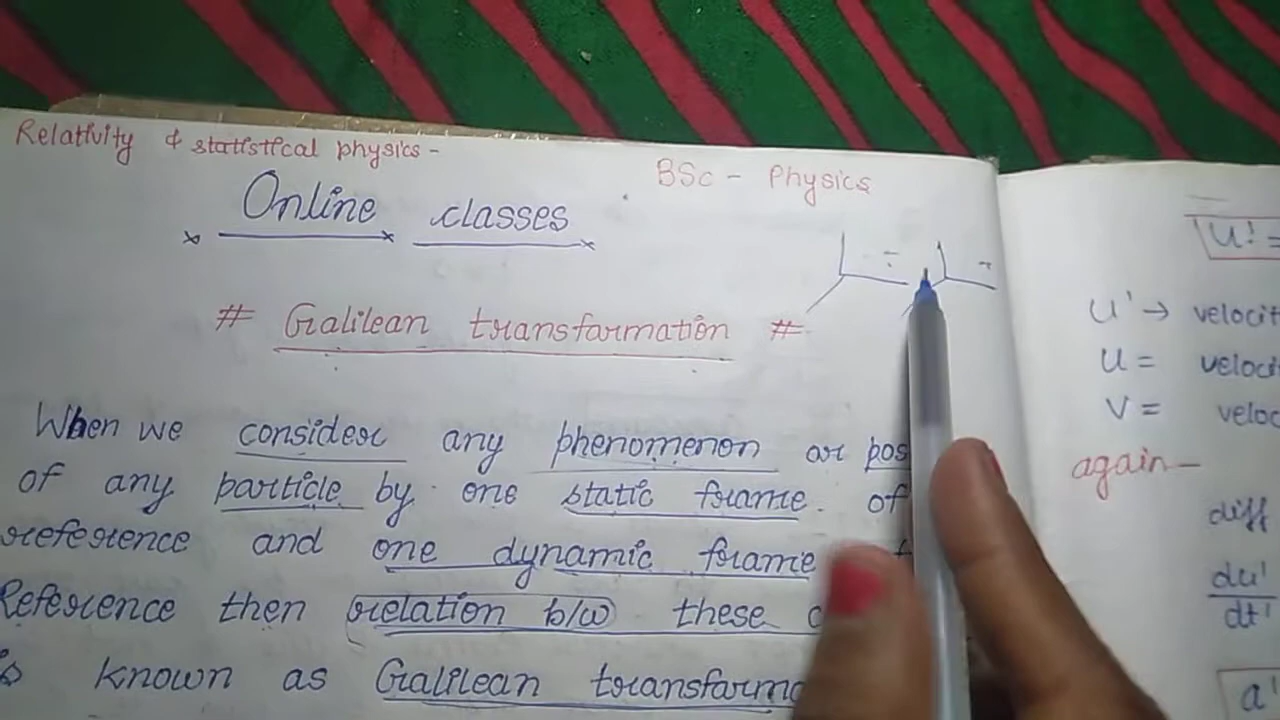 Relativity & statistical physics -
BSc - Physics
Online classes
# Galilean transformation #
When we consider any phenomenon or pos
of any particle by one static frame of
reference and one dynamic frame
Reference then relation b/w these
known as Galilean transforma
U' =
U' → velocit
U = veloci
V = veloc
again -
diff
du'
dt'
a'